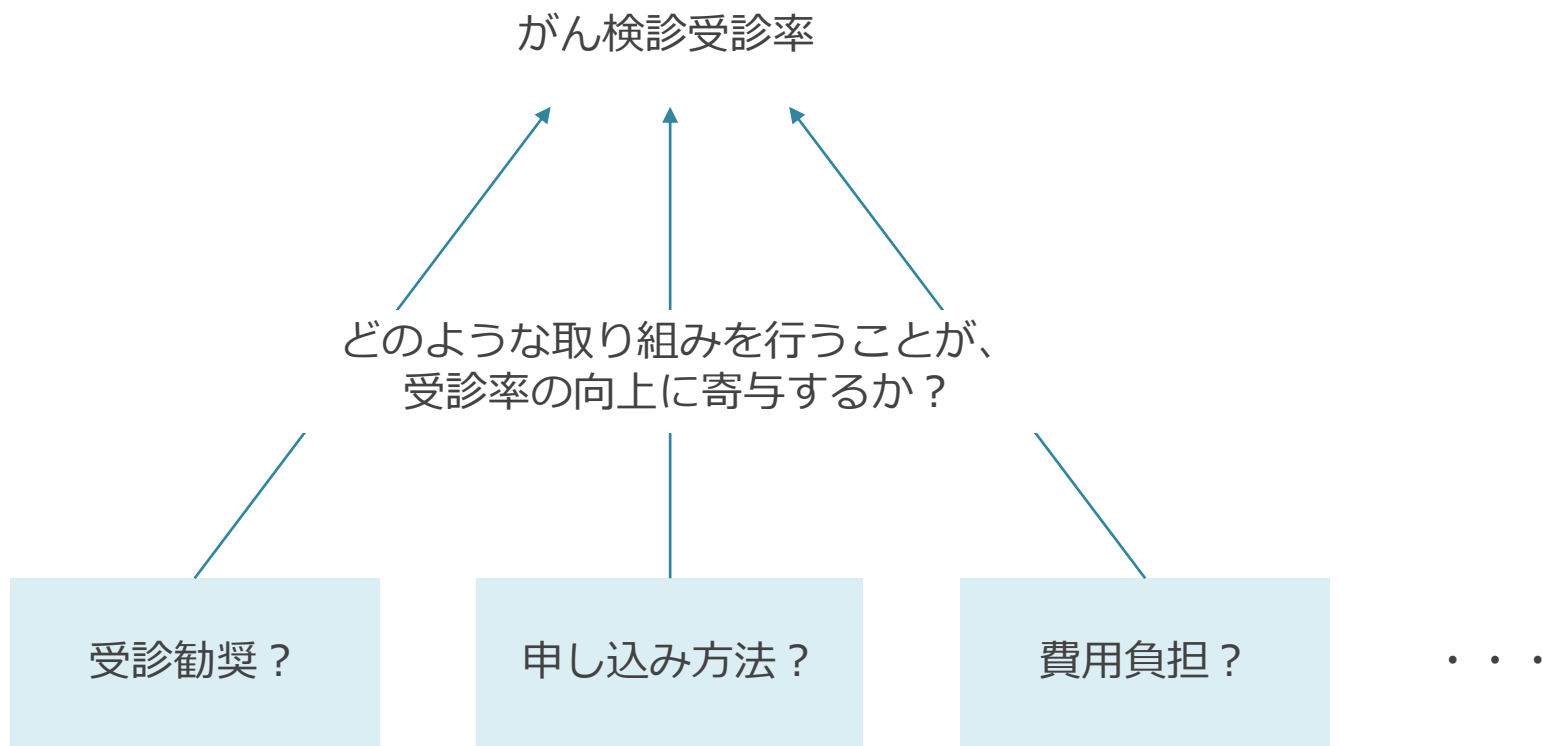 がん検診受診率
どのような取り組みを行うことが、
受診率の向上に寄与するか？
受診勧奨？
申し込み方法？
費用負担？
・・・